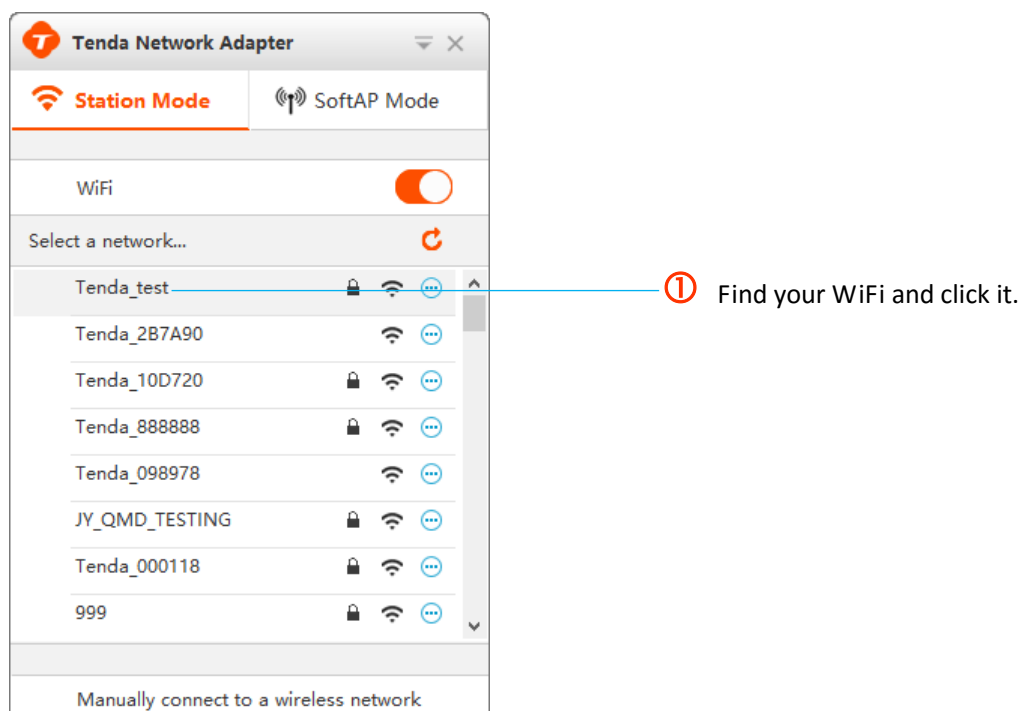 Tenda Network Adapter
Station Mode
SoftAP Mode
WiFi
Select a network...
Tenda_test
① Find your WiFi and click it.
Tenda_2B7A90
Tenda_10D720
Tenda_888888
Tenda_098978
JY_QMD_TESTING
Tenda_000118
999
Manually connect to a wireless network